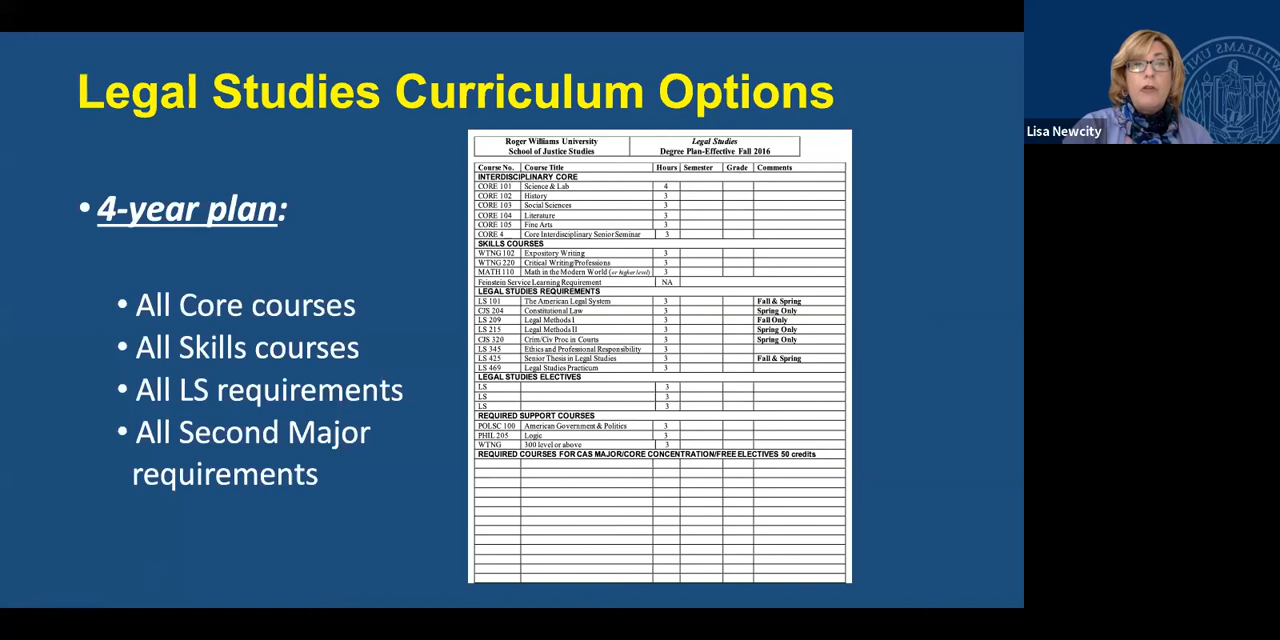 Legal Studies Curriculum Options
• 4-year plan:
• All Core courses
• All Skills courses
• All LS requirements
• All Second Major
requirements
Roger Williams University
School of Justice Studies
Legal Studies
Degree Plan-Effective Fall 2016
Course No. Course Title Hours Semester Grade Comments
INTERDISCIPLINARY CORE
CORE 101 Science & Lab 4
CORE 102 History 3
CORE 103 Social Sciences 3
CORE 104 Literature 3
CORE 105 Fine Arts 3
CORE 4 Core Interdisciplinary Senior Seminar 3
SKILLS COURSES
WTNG 102 Expository Writing 3
WTNG 220 Critical Writing/Professions 3
MATH 110 Math in the Modern World (or higher level) 3
Feinstein Service Learning Requirement NA
LEGAL STUDIES REQUIREMENTS
LS 101 The American Legal System 3 Fall & Spring
CJS 204 Constitutional Law 3 Spring Only
LS 209 Legal Methods I 3 Fall Only
LS 215 Legal Methods II 3 Spring Only
CJS 320 Crim/Civ Proc in Courts 3 Spring Only
LS 345 Ethics and Professional Responsibility 3
LS 425 Senior Thesis in Legal Studies 3 Fall & Spring
LS 469 Legal Studies Practicum 3
LEGAL STUDIES ELECTIVES
LS 3
LS 3
LS 3
REQUIRED SUPPORT COURSES
POLSC 100 American Government & Politics 3
PHIL 205 Logic 3
WTNG 300 level or above 3
REQUIRED COURSES FOR CAS MAJOR/CORE CONCENTRATION/FREE ELECTIVES 50 credits
Lisa Newcity